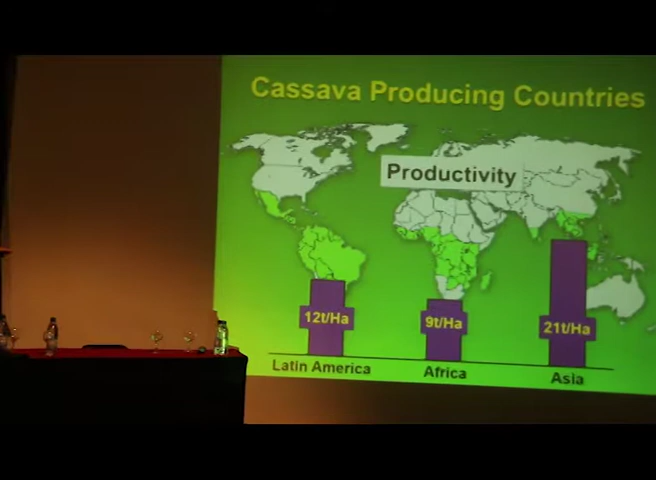 Cassava Producing Countries
Productivity
12t/Ha
9t/Ha
21t/Ha
Latin America
Africa
Asia